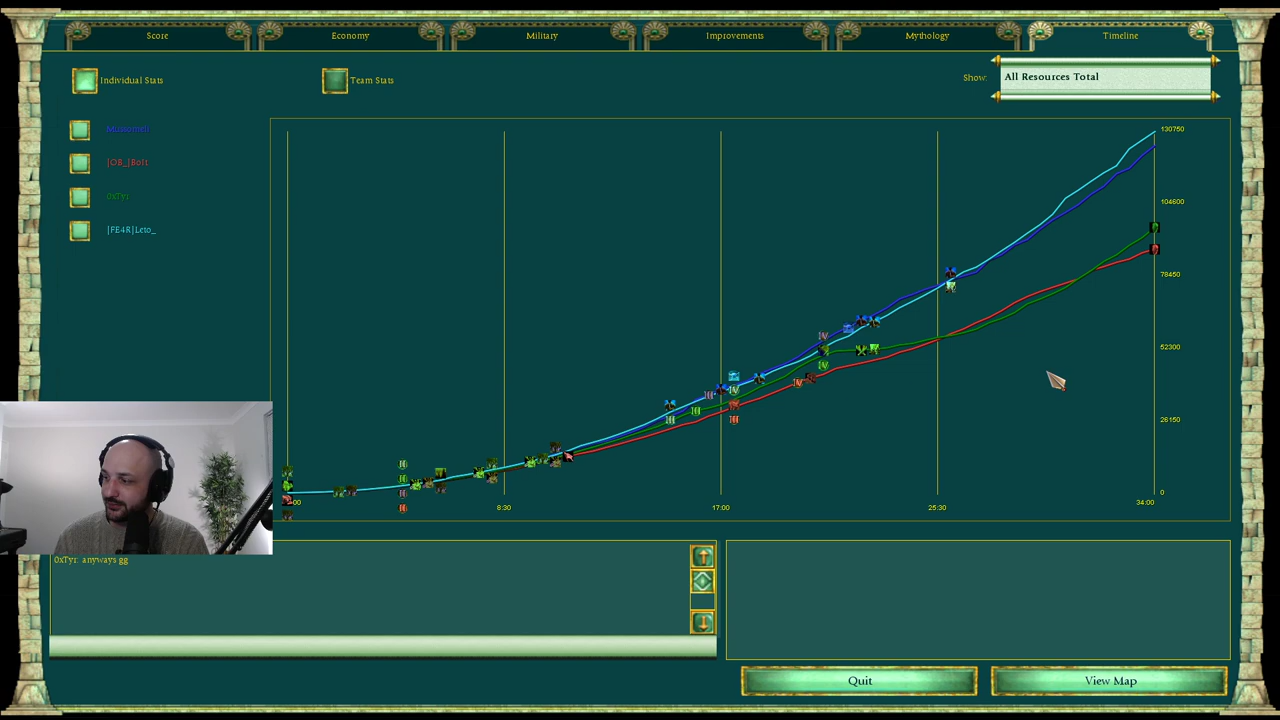 Score Economy Military Improvements Mythology Timeline
Individual Stats Team Stats Show: All Resources Total
|OB_|Bolt
0xTyr
|FE4R]Leto_
130750
104600
78450
52300
26150
0
8:30 17:00 25:30 34:00
0xTyr: anyways gg
Quit View Map